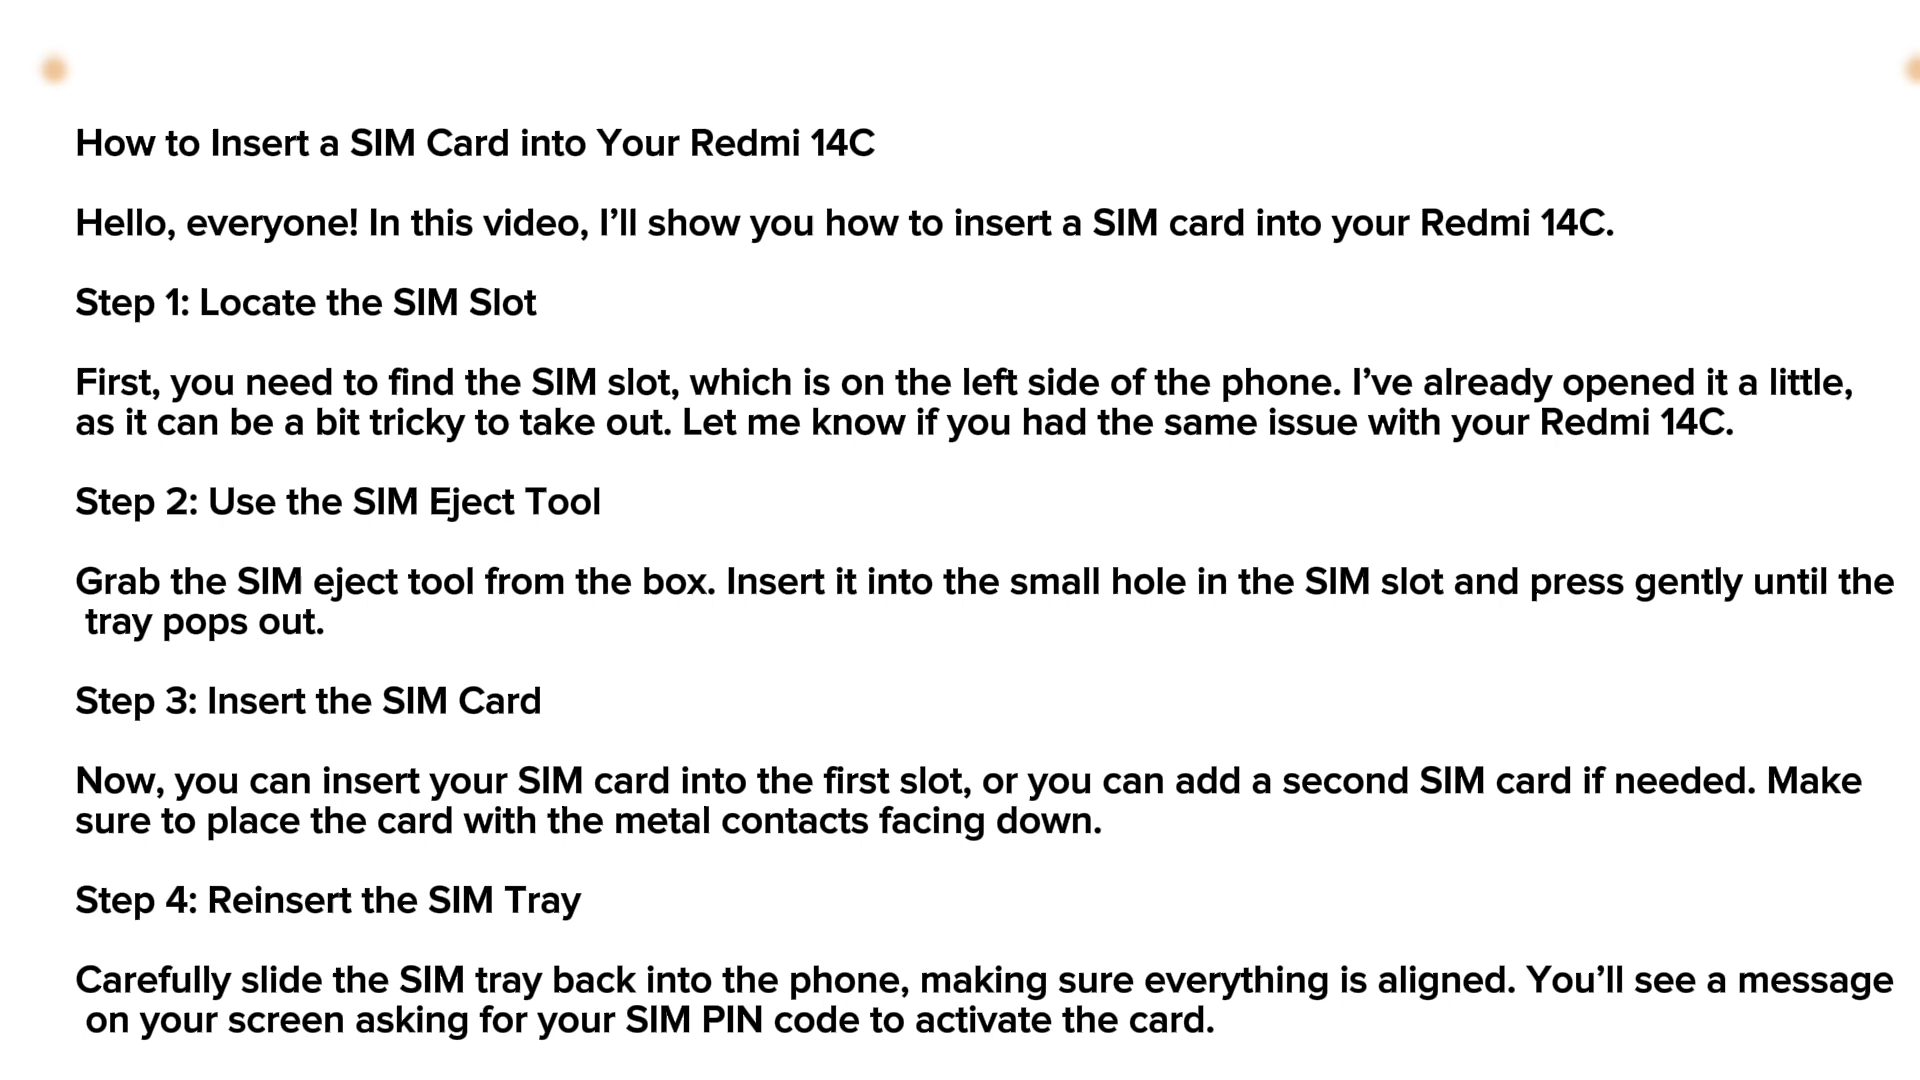 How to Insert a SIM Card into Your Redmi 14C
Hello, everyone! In this video, I’ll show you how to insert a SIM card into your Redmi 14C.
Step 1: Locate the SIM Slot
First, you need to find the SIM slot, which is on the left side of the phone. I’ve already opened it a little,
as it can be a bit tricky to take out. Let me know if you had the same issue with your Redmi 14C.
Step 2: Use the SIM Eject Tool
Grab the SIM eject tool from the box. Insert it into the small hole in the SIM slot and press gently until the
tray pops out.
Step 3: Insert the SIM Card
Now, you can insert your SIM card into the first slot, or you can add a second SIM card if needed. Make
sure to place the card with the metal contacts facing down.
Step 4: Reinsert the SIM Tray
Carefully slide the SIM tray back into the phone, making sure everything is aligned. You’ll see a message
on your screen asking for your SIM PIN code to activate the card.